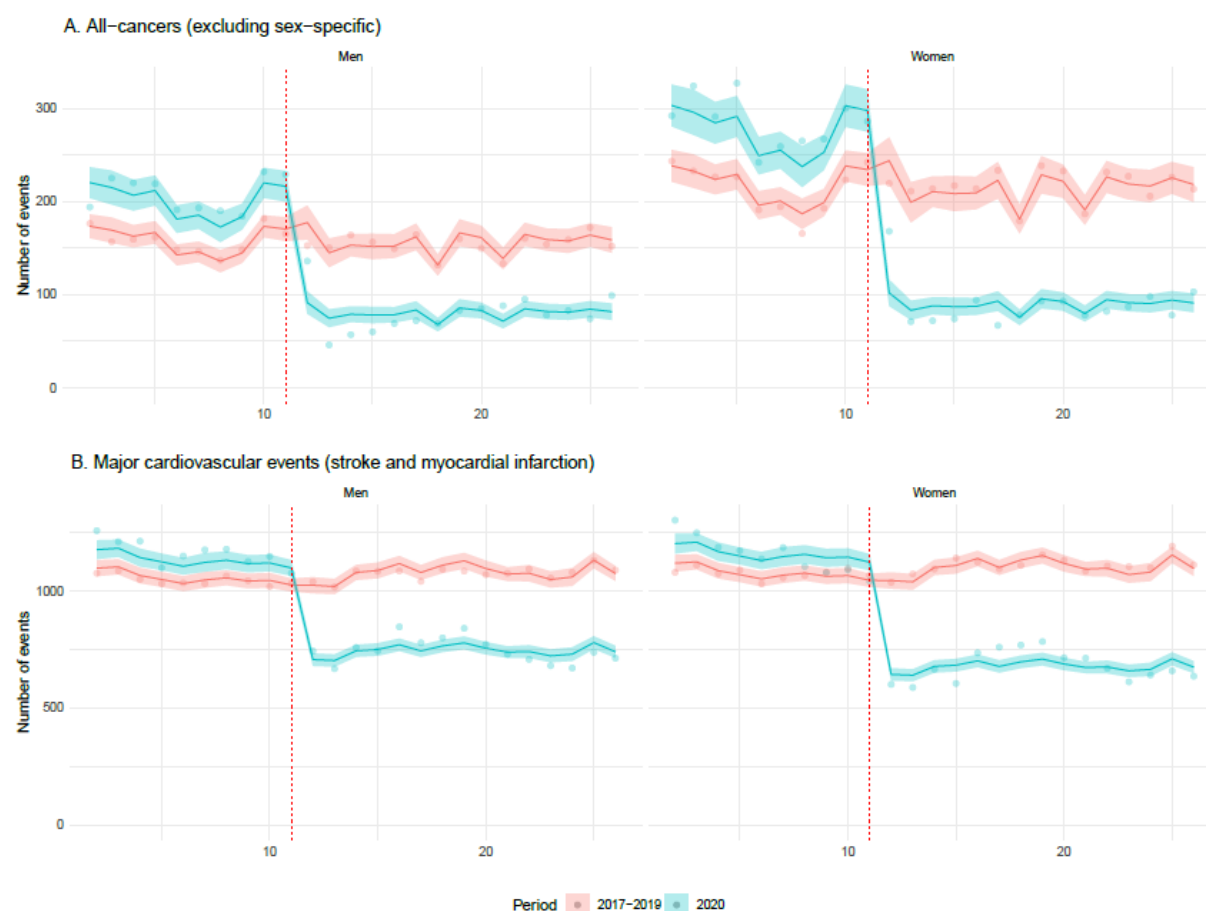 A. All−cancers (excluding sex−specific)
Men
Women
300
200
100
0
Number of events
10
20
10
20
B. Major cardiovascular events (stroke and myocardial infarction)
Men
Women
1000
500
0
Number of events
10
20
10
20
Period 2017−2019 2020